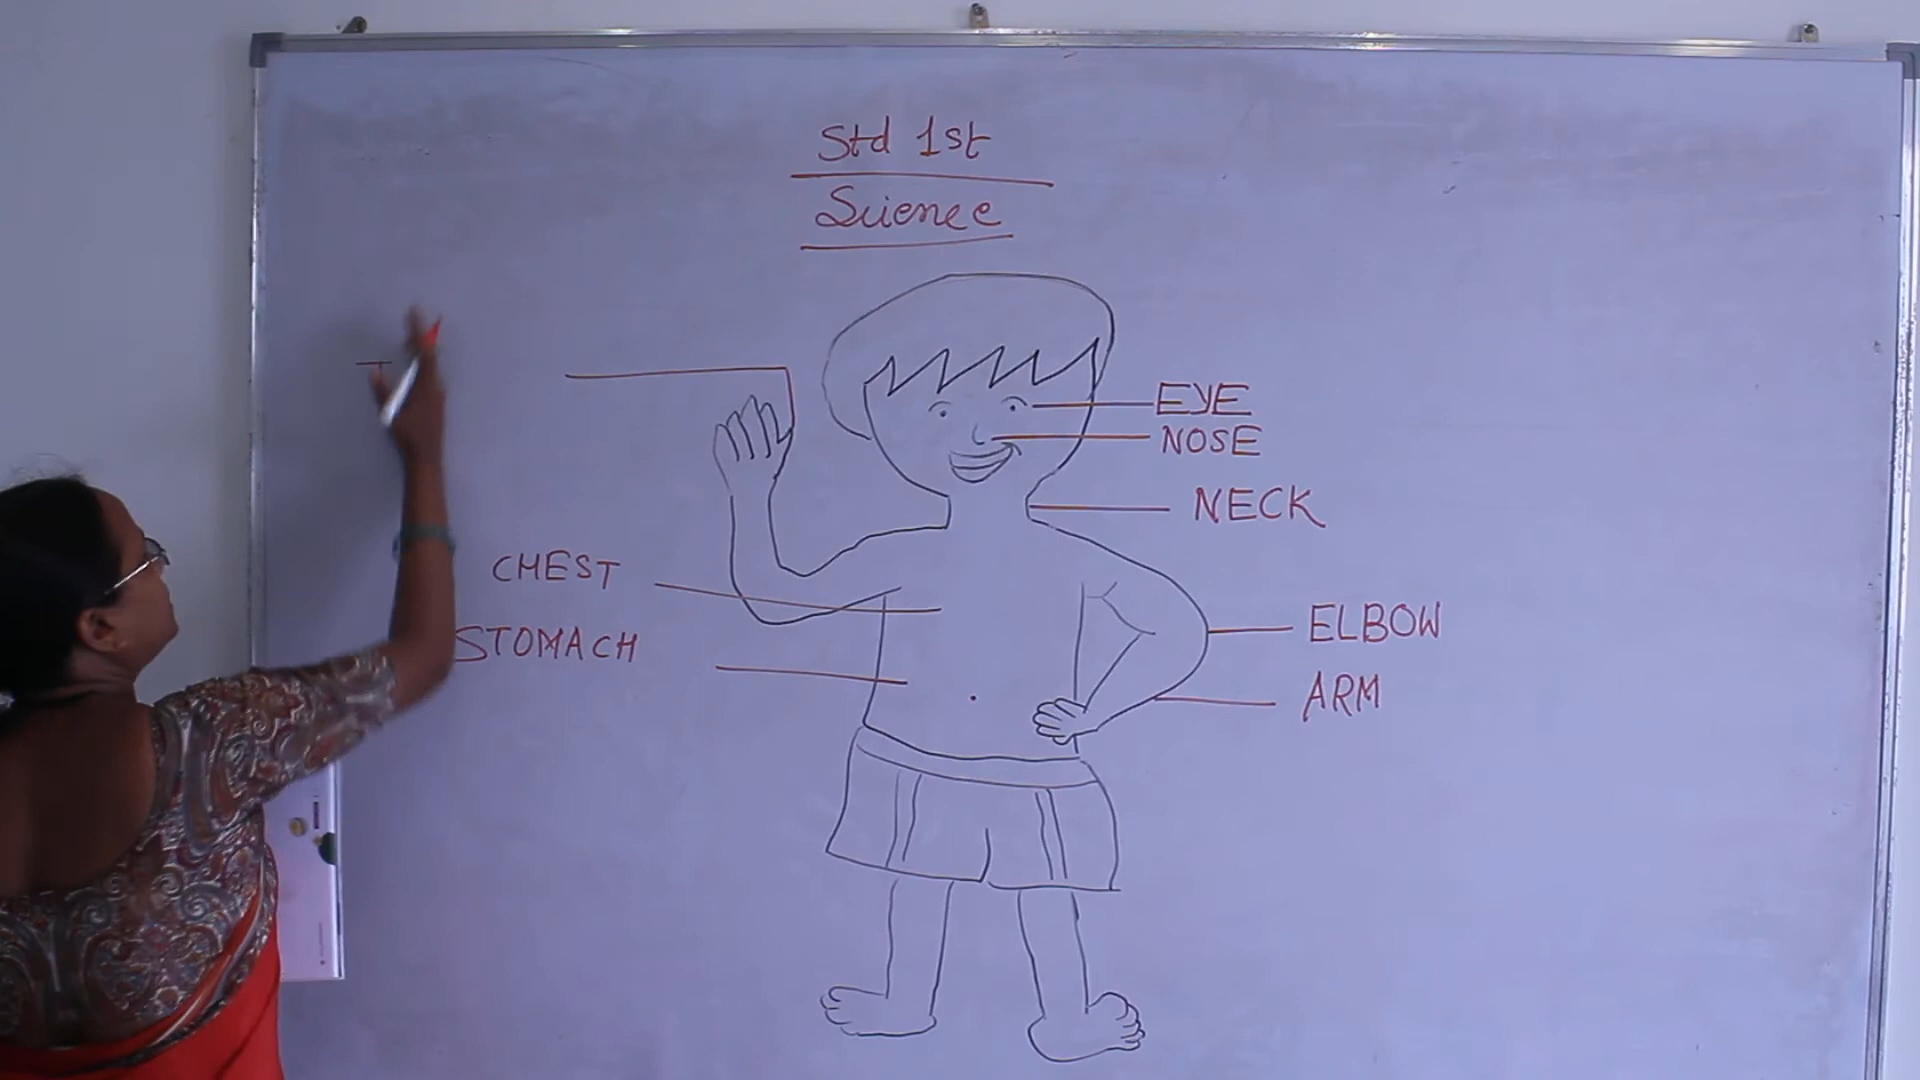 Std 1st
Science
EYE
NOSE
NECK
CHEST
STOMACH
ELBOW
ARM